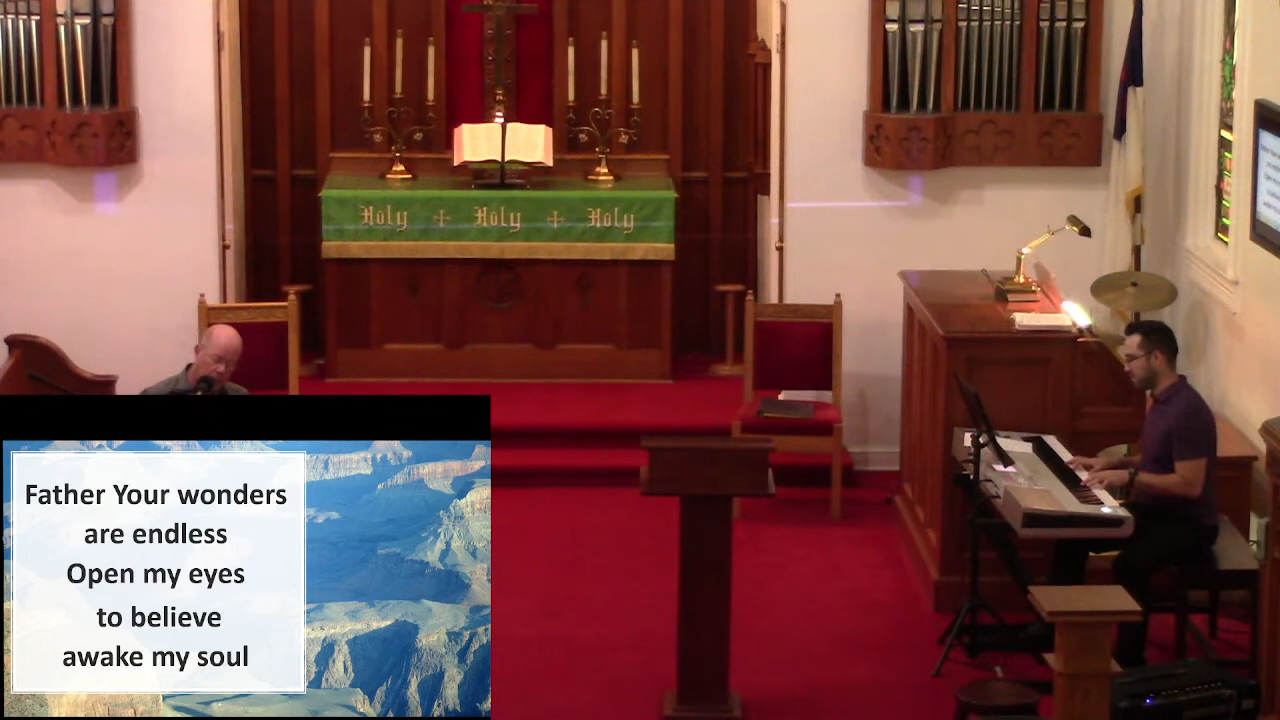 Holy Holy Holy
Father Your wonders
are endless
Open my eyes
to believe
awake my soul